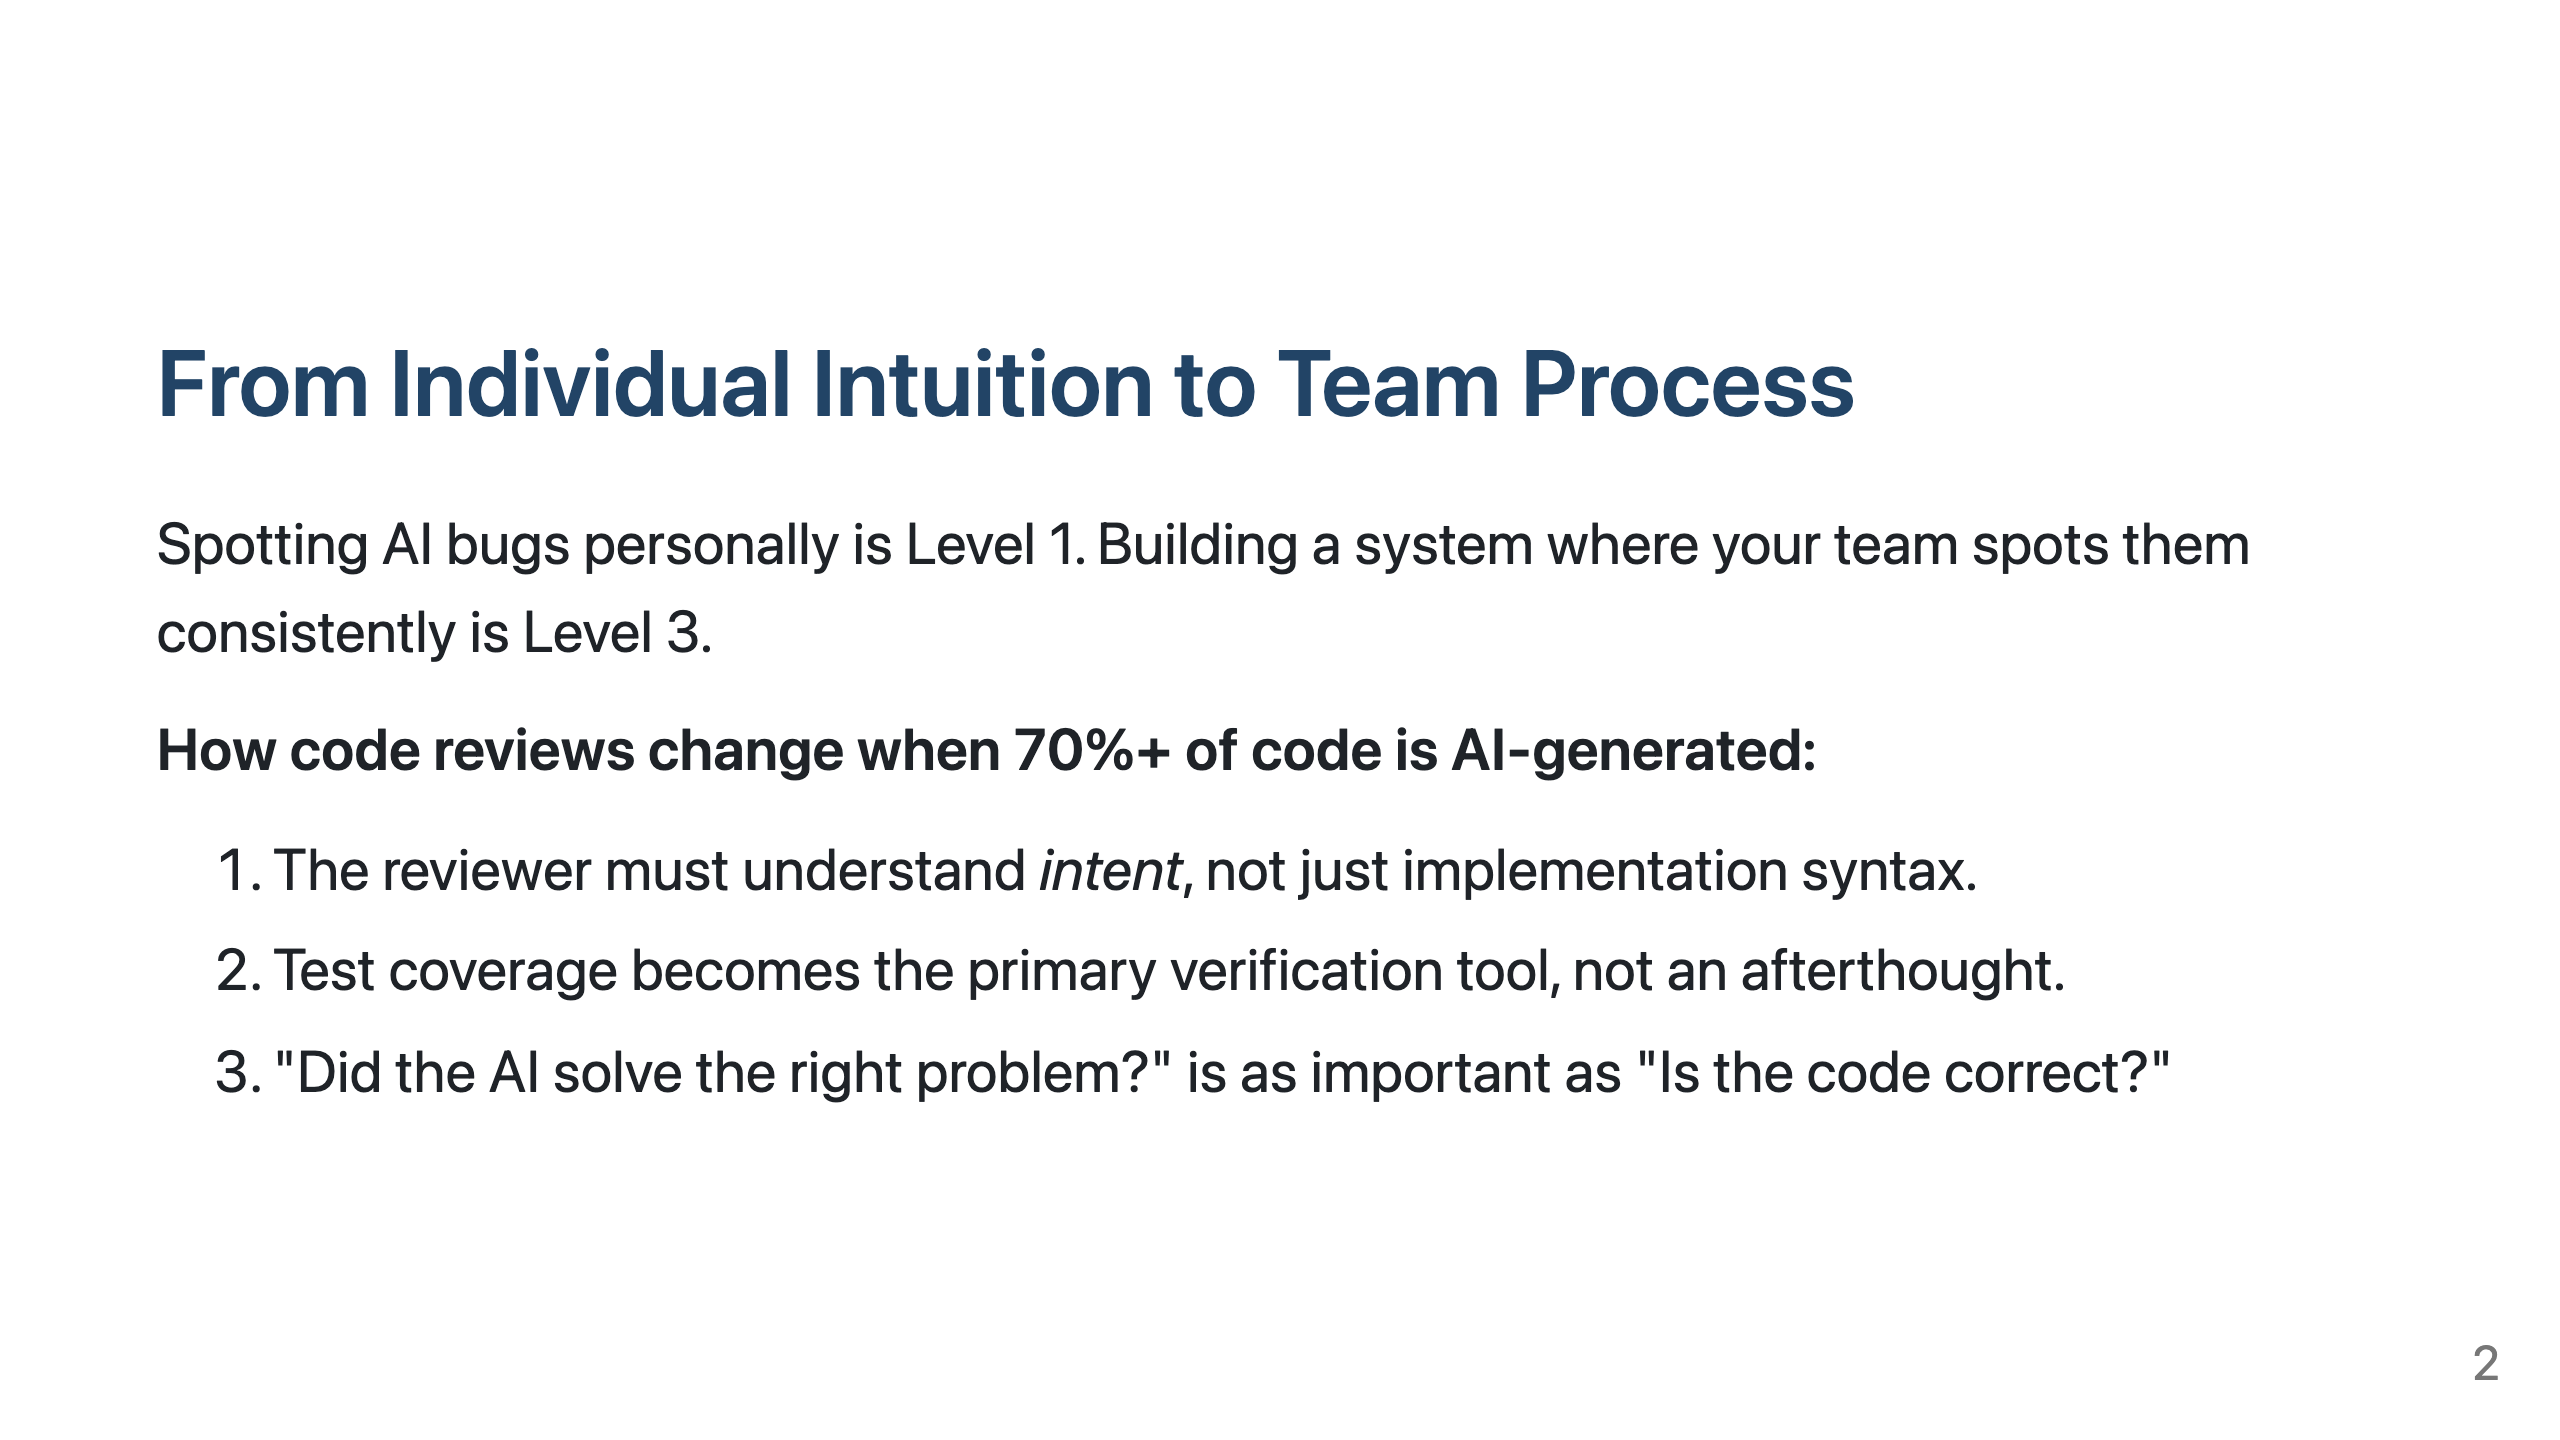 From Individual Intuition to Team Process
Spotting AI bugs personally is Level 1. Building a system where your team spots them
consistently is Level 3.
How code reviews change when 70%+ of code is AI-generated:
1. The reviewer must understand intent, not just implementation syntax.
2. Test coverage becomes the primary verification tool, not an afterthought.
3. "Did the AI solve the right problem?" is as important as "Is the code correct?"
2